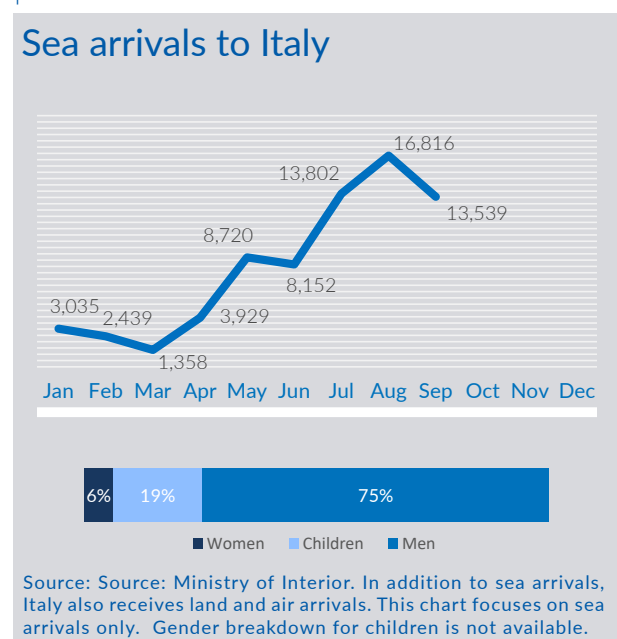 Sea arrivals to Italy
16,816
13,802
13,539
8,720
8,152
3,035
2,439
3,929
1,358
Jan Feb Mar Apr May Jun Jul Aug Sep Oct Nov Dec
6% 19% 75%
Women Children Men
Source: Source: Ministry of Interior. In addition to sea arrivals,
Italy also receives land and air arrivals. This chart focuses on sea
arrivals only. Gender breakdown for children is not available.